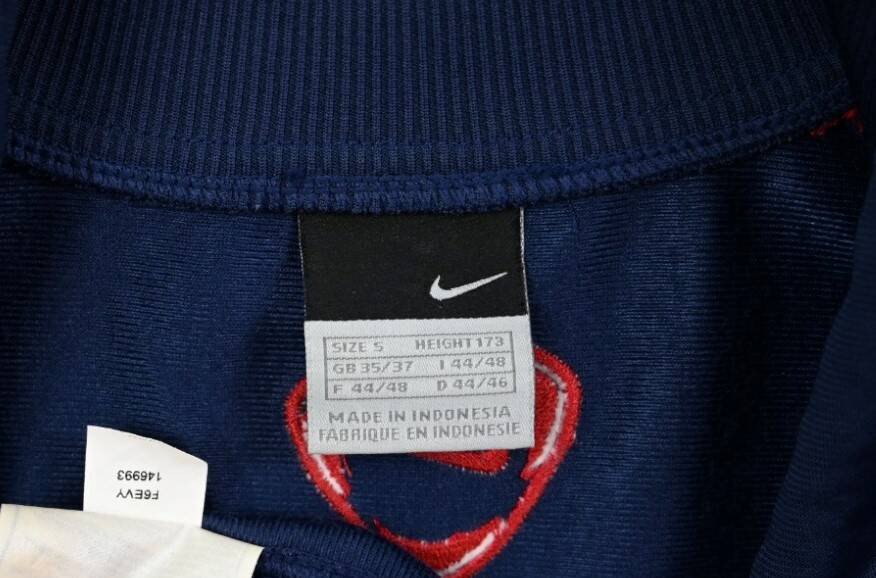 SIZE S HEIGHT 173
GB 35/37 I 44/48
F 44/48 D 44/46
MADE IN INDONESIA
FABRIQUE EN INDONESIE
F6EVY
146993